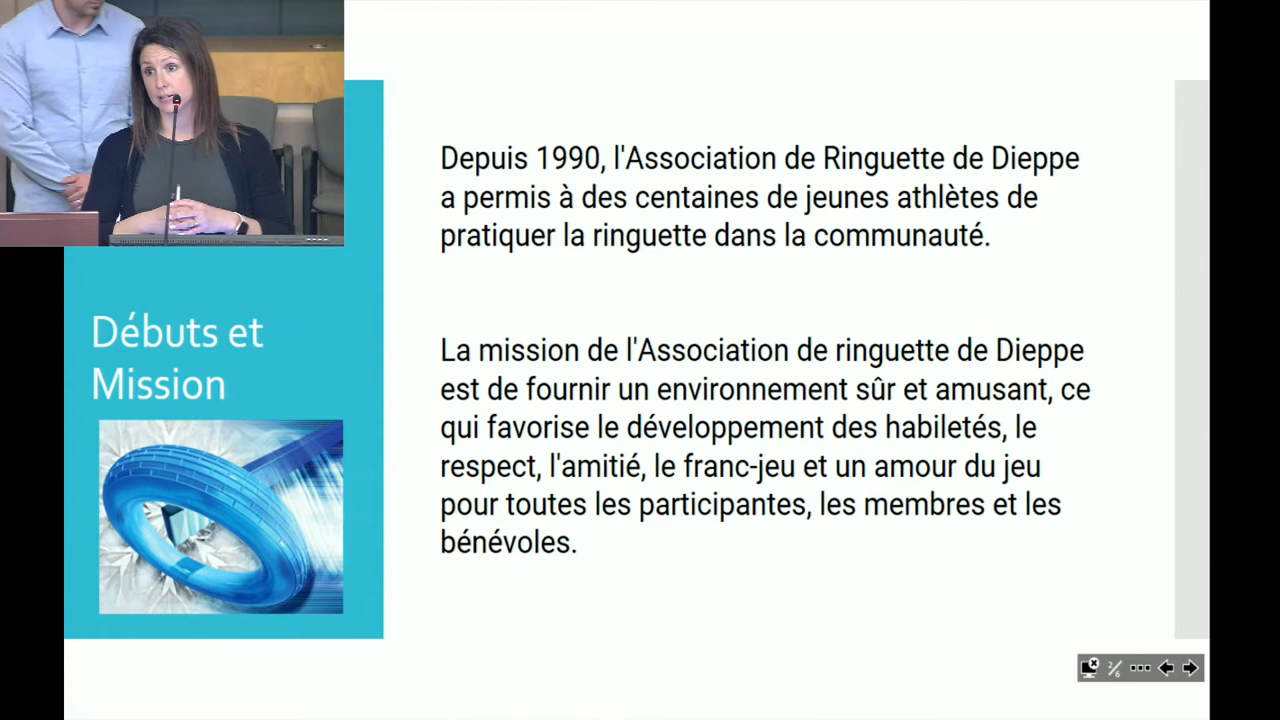 Débuts et
Mission
Depuis 1990, l'Association de Ringuette de Dieppe
a permis à des centaines de jeunes athlètes de
pratiquer la ringuette dans la communauté.
La mission de l'Association de ringuette de Dieppe
est de fournir un environnement sûr et amusant, ce
qui favorise le développement des habiletés, le
respect, l'amitié, le franc-jeu et un amour du jeu
pour toutes les participantes, les membres et les
bénévoles.
2/6